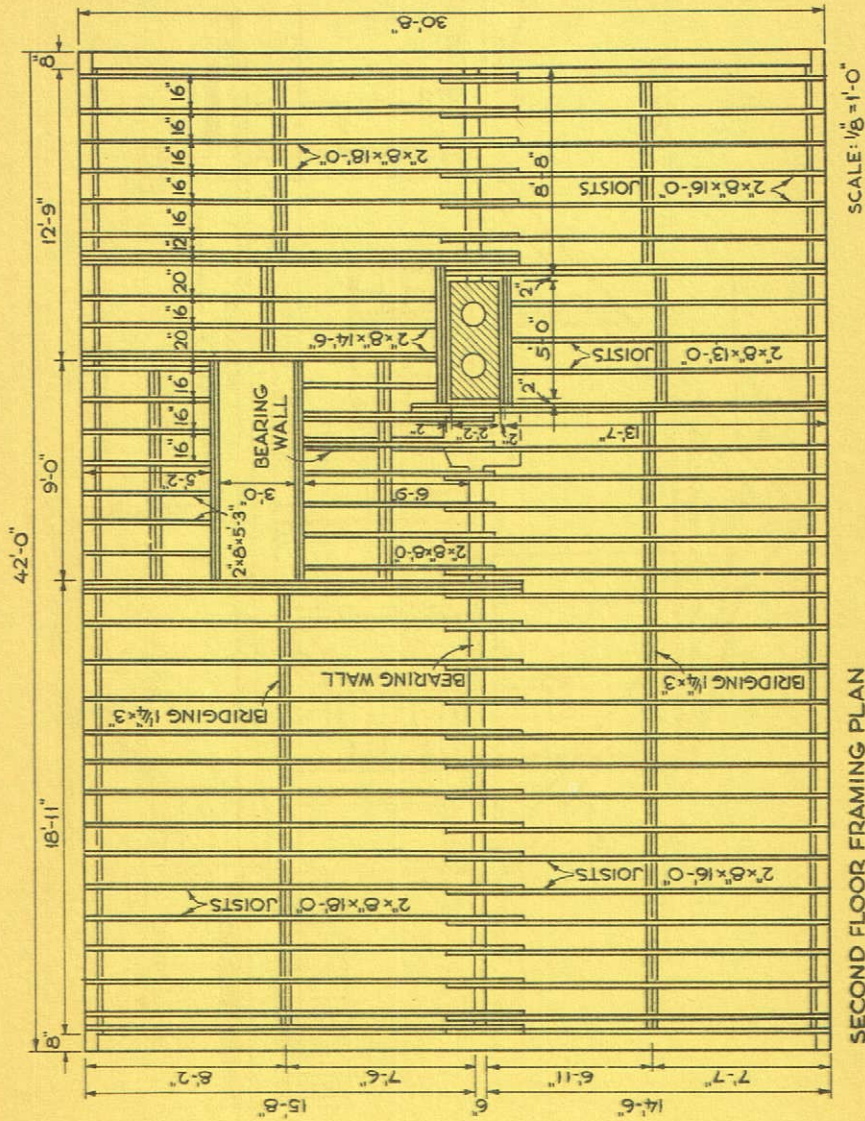 42'-0"
8"
18'-11"
9'-0"
12'-9"
8"
30'-8"
16" 16" 16" 20" 16" 20" 12" 16" 16" 16" 16" 16"
5'-2"
2"x8"x5'-3"
3'-0"
BEARING
WALL
6'-9"
2"x8"x8'-0"
2"x8"x14'-6"
2"x8"x18'-0"
BRIDGING 1¼"x3"
BEARING WALL
2"x8"x18'-0" JOISTS
2"
2'-2"
2"
2"
5'-0"
2"
8'-8"
13'-7"
2"x8"x13'-0" JOISTS
2"x8"x16'-0" JOISTS
2"x8"x16'-0" JOISTS
BRIDGING 1¼"x3"
15'-8"
8'-2"
7'-6"
6"
14'-6"
6'-11"
7'-7"
SECOND FLOOR FRAMING PLAN
SCALE: 1/8"=1'-0"